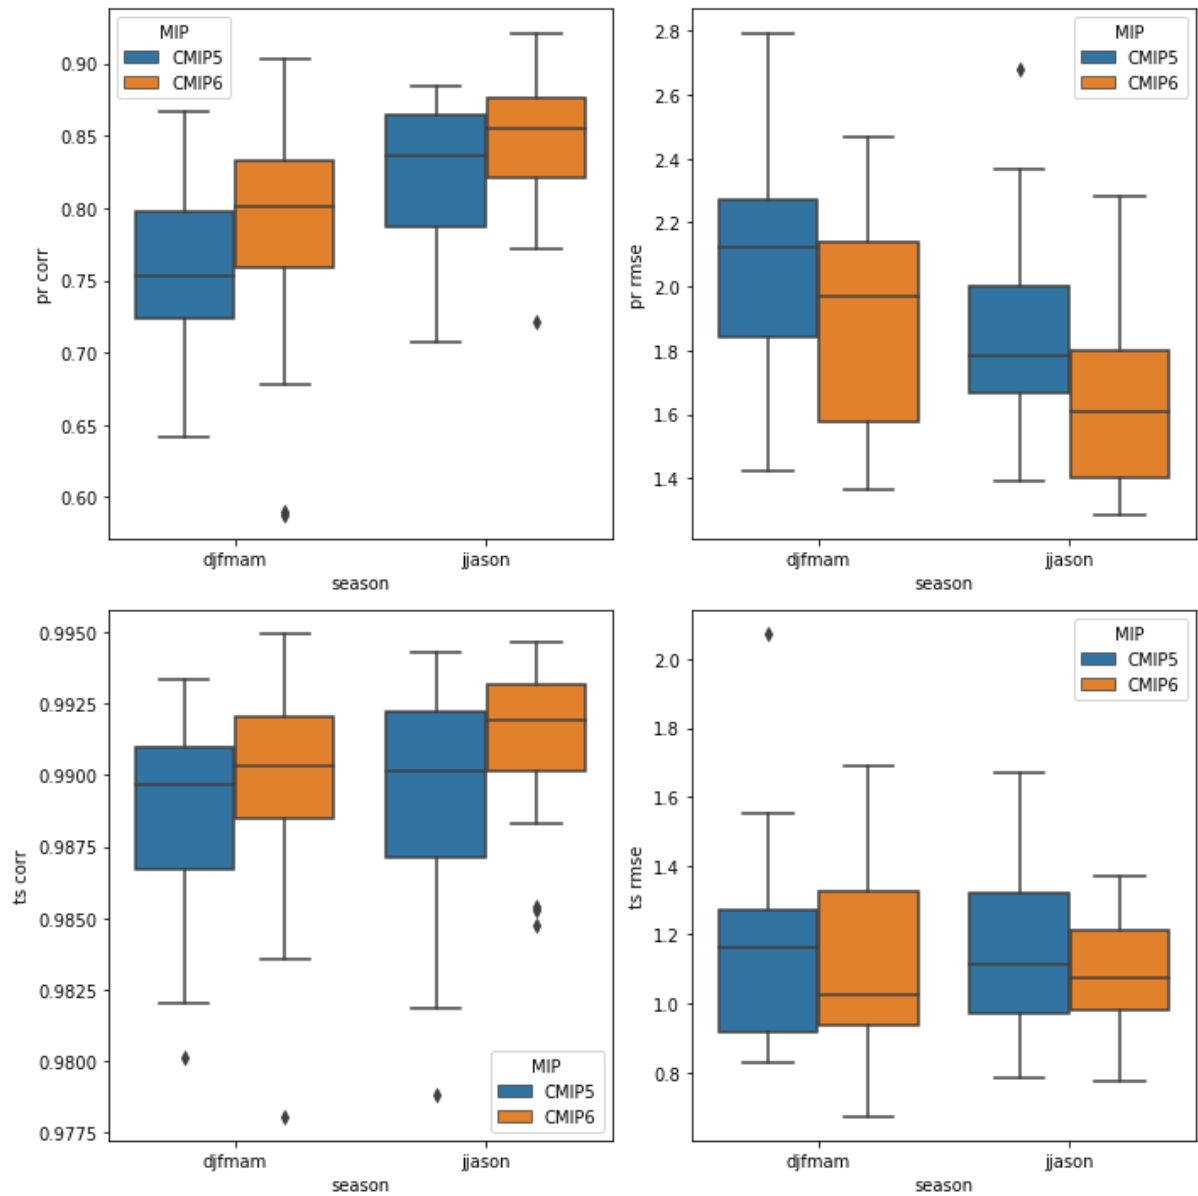 MIP
CMIP5
CMIP6
0.90
0.85
0.80
0.75
0.70
0.65
0.60
pr corr
djfmam
jjason
season
MIP
CMIP5
CMIP6
2.8
2.6
2.4
2.2
2.0
1.8
1.6
1.4
pr rmse
djfmam
jjason
season
0.9950
0.9925
0.9900
0.9875
0.9850
0.9825
0.9800
0.9775
ts corr
MIP
CMIP5
CMIP6
djfmam
jjason
season
MIP
CMIP5
CMIP6
2.0
1.8
1.6
1.4
1.2
1.0
0.8
ts rmse
djfmam
jjason
season